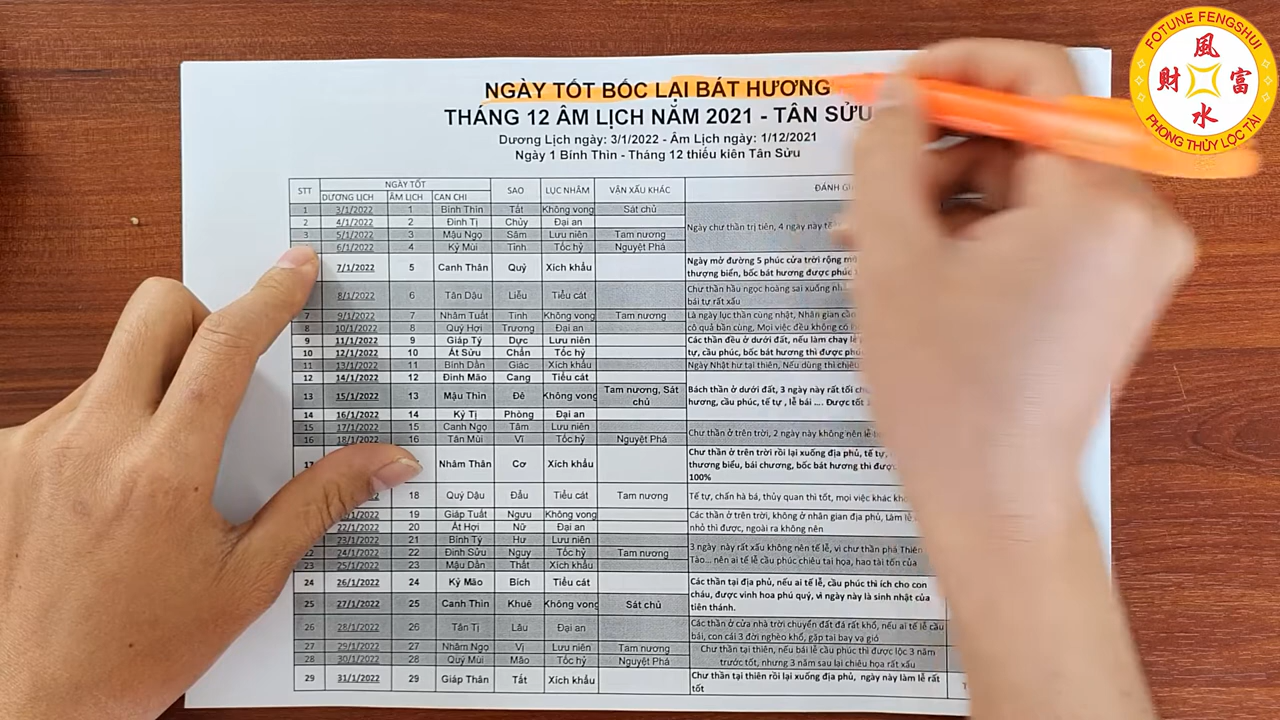 FOTUNE FENGSHUI
風
財 富
水
PHONG THỦY LỘC TÀI
NGÀY TỐT BỐC LẠI BÁT HƯƠNG
THÁNG 12 ÂM LỊCH NĂM 2021 - TÂN SỬU
Dương Lịch ngày: 3/1/2022 - Âm Lịch ngày: 1/12/2021
Ngày 1 Bính Thìn - Tháng 12 thiếu kiên Tân Sửu
STT NGÀY TỐT SAO LỤC NHÂM VẬN XẤU KHÁC ĐÁNH
DƯƠNG LỊCH ÂM LỊCH CAN CHI
1 3/1/2022 1 Bính Thìn Tất Không vong Sát chủ
2 4/1/2022 2 Đinh Tị Chủy Đại an
Ngày chư thần trị tiên, 4 ngày này
3 5/1/2022 3 Mậu Ngọ Sâm Lưu niên Tam nương
6/1/2022 4 Kỷ Mùi Tỉnh Tốc hỷ Nguyệt Phá
7/1/2022 5 Canh Thân Quỷ Xích khẩu Ngày mở đường 5 phúc cửa trời rộng
thượng biển, bốc bát hương được phúc
8/1/2022 6 Tân Dậu Liễu Tiểu cát Chư thần hầu ngọc hoàng sai xuống
bái tự rất xấu
7 9/1/2022 7 Nhâm Tuất Tinh Không vong Tam nương Là ngày lục thần cùng nhật, Nhân gian
8 10/1/2022 8 Quý Hợi Trương Đại an cô quả bần cùng, Mọi việc đều không có
9 11/1/2022 9 Giáp Tý Dực Lưu niên Các thần đều ở dưới đất, nếu làm chay
10 12/1/2022 10 Ất Sửu Chẩn Tốc hỷ tự, cầu phúc, bốc bát hương thì được
11 13/1/2022 11 Bính Dần Giác Xích khẩu Ngày Nhật hư tại thiên, Nếu dùng thì
12 14/1/2022 12 Đinh Mão Cang Tiểu cát
13 15/1/2022 13 Mậu Thìn Đê Không vong Tam nương, Sát chủ Bách thần ở dưới đất, 3 ngày này rất tối
hương, cầu phúc, tế tự , lễ bái .... Được tốt
14 16/1/2022 14 Kỷ Tị Phòng Đại an
15 17/1/2022 15 Canh Ngọ Tâm Lưu niên
Chư thần ở trên trời, 2 ngày này không nên
16 18/1/2022 16 Tân Mùi Vĩ Tốc hỷ Nguyệt Phá
17 Nhâm Thân Cơ Xích khẩu Chư thần ở trên trời rồi lại xuống địa phủ, tế tự,
thương biểu, bái chương, bốc bát hương thì
100%
18 Quý Dậu Đẩu Tiểu cát Tam nương Tế tự, chấn hà bá, thủy quan thì tốt, mọi việc khác
19 Giáp Tuất Ngưu Không vong Các thần ở trên trời, không ở nhân gian địa phủ, Làm
22/1/2022 20 Ất Hợi Nữ Đại an nhỏ thì được, ngoài ra không nên
23/1/2022 21 Bính Tý Hư Lưu niên
3 ngày này rất xấu không nên tế lễ, vì chư thần phá Thiên
22 24/1/2022 22 Đinh Sửu Nguy Tốc hỷ Tam nương
Tào... nên ai tế lễ cầu phúc chiêu tai họa, hao tài tốn của
23 25/1/2022 23 Mậu Dần Thất Xích khẩu
24 26/1/2022 24 Kỷ Mão Bích Tiểu cát Các thần tại địa phủ, nếu ai tế lễ, cầu phúc thì ích cho con
cháu, được vinh hoa phú quý, vì ngày này là sinh nhật của
25 27/1/2022 25 Canh Thìn Khuê Không vong Sát chủ
tiên thánh.
26 28/1/2022 26 Tân Tị Lâu Đại an Các thần ở cửa nhà trời chuyển đất đá rất khổ, nếu ai tế lễ cầu
bái, con cái 3 đời nghèo khổ, gặp tai bay vạ gió
27 29/1/2022 27 Nhâm Ngọ Vị Lưu niên Tam nương Chư thần tại thiên, nếu bái lễ cầu phúc thì được lộc 3 năm
28 30/1/2022 28 Quý Mùi Mão Tốc hỷ Nguyệt Phá trước tốt, nhưng 3 năm sau lại chiêu họa rất xấu
29 31/1/2022 29 Giáp Thân Tất Xích khẩu Chư thần tại thiên rồi lại xuống địa phủ, ngày này làm lễ rất
tốt